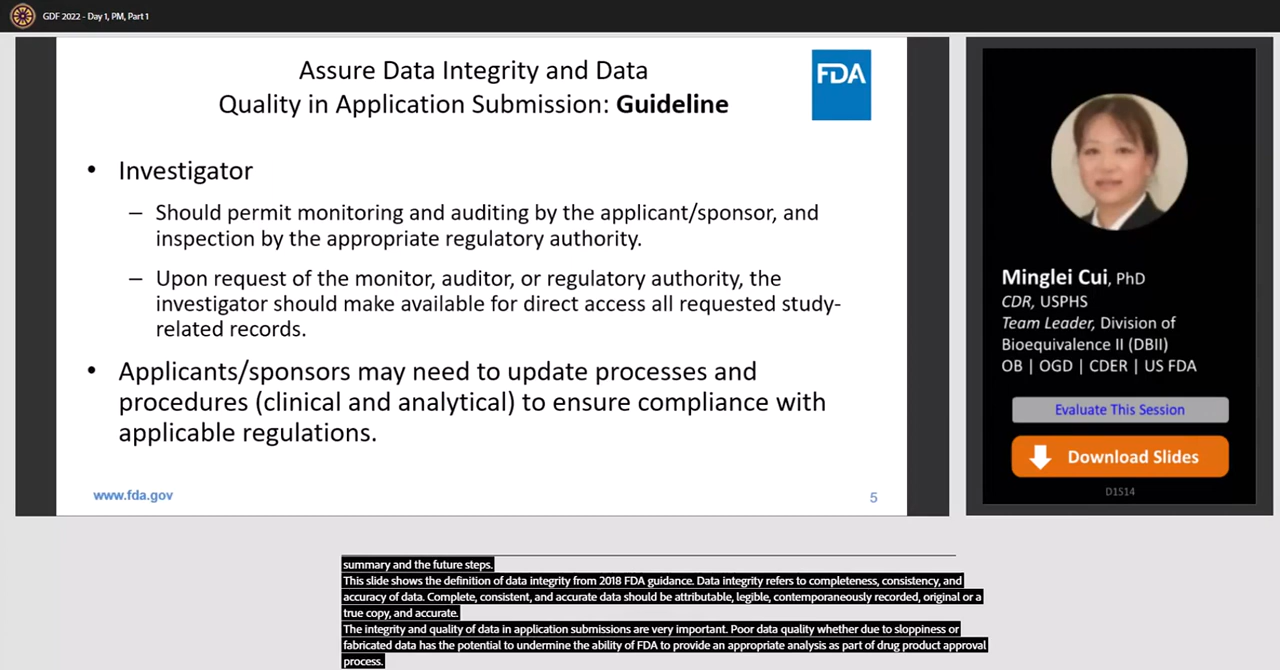 GDF 2022 - Day 1, PM, Part 1
Assure Data Integrity and Data
Quality in Application Submission: Guideline
FDA
• Investigator
– Should permit monitoring and auditing by the applicant/sponsor, and
inspection by the appropriate regulatory authority.
– Upon request of the monitor, auditor, or regulatory authority, the
investigator should make available for direct access all requested study-
related records.
• Applicants/sponsors may need to update processes and
procedures (clinical and analytical) to ensure compliance with
applicable regulations.
www.fda.gov
5
Minglei Cui, PhD
CDR, USPHS
Team Leader, Division of
Bioequivalence II (DBII)
OB | OGD | CDER | US FDA
Evaluate This Session
Download Slides
D1514
summary and the future steps.
This slide shows the definition of data integrity from 2018 FDA guidance. Data integrity refers to completeness, consistency, and
accuracy of data. Complete, consistent, and accurate data should be attributable, legible, contemporaneously recorded, original or a
true copy, and accurate.
The integrity and quality of data in application submissions are very important. Poor data quality whether due to sloppiness or
fabricated data has the potential to undermine the ability of FDA to provide an appropriate analysis as part of drug product approval
process.